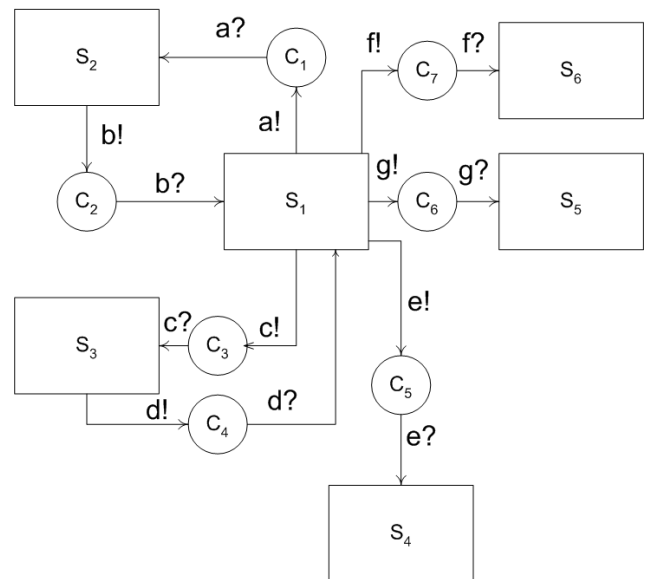 a?
f!
f?
S₂
C₁
C₇
S₆
b!
a!
C₂
b?
S₁
g!
C₆
g?
S₅
e!
S₃
c?
C₃
c!
C₅
d!
C₄
d?
e?
S₄